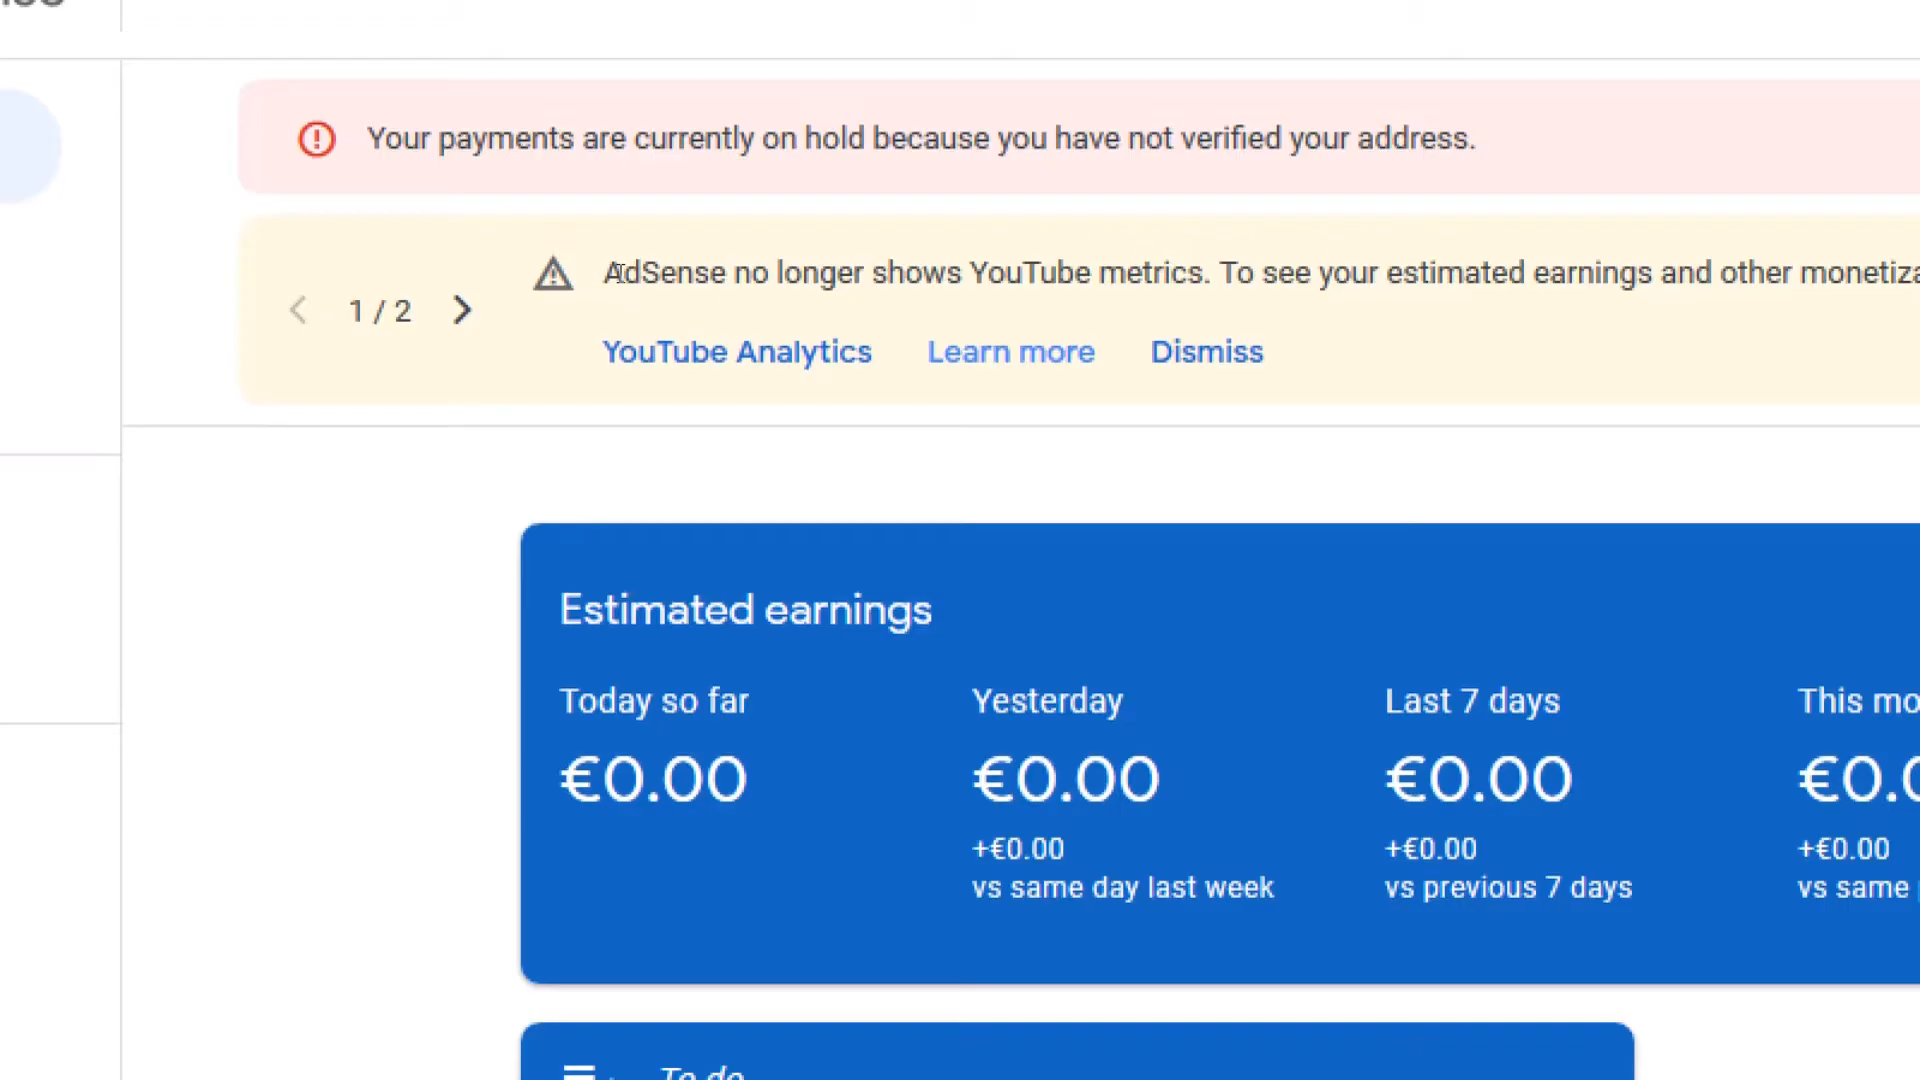 Your payments are currently on hold because you have not verified your address.
AdSense no longer shows YouTube metrics. To see your estimated earnings and other
1 / 2
YouTube Analytics Learn more Dismiss
Estimated earnings
Today so far Yesterday Last 7 days This
€0.00 €0.00 €0.00
+€0.00 +€0.00 +€0.00
vs same day last week vs previous 7 days vs same
To do